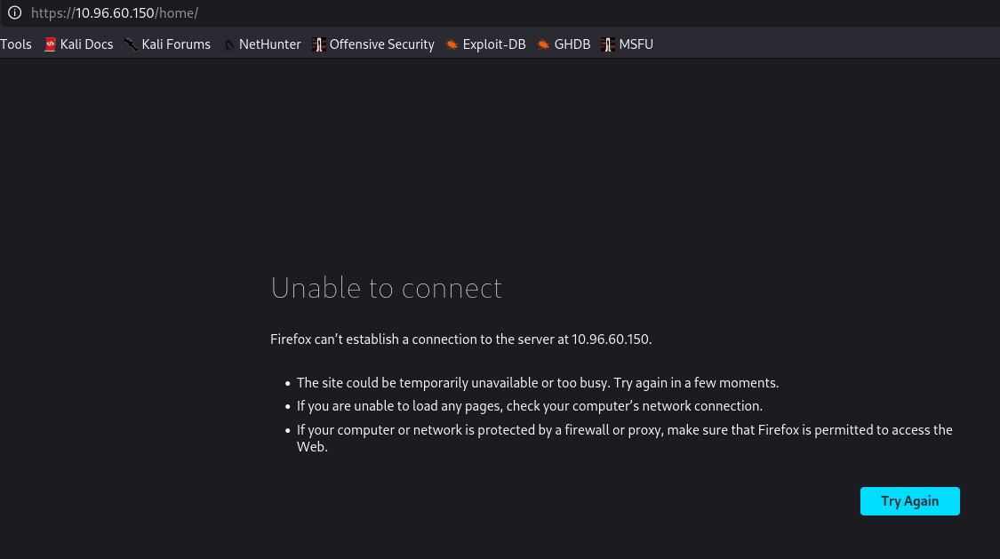 https://10.96.60.150/home/
Tools Kali Docs Kali Forums NetHunter Offensive Security Exploit-DB GHDB MSFU
Unable to connect
Firefox can’t establish a connection to the server at 10.96.60.150.
• The site could be temporarily unavailable or too busy. Try again in a few moments.
• If you are unable to load any pages, check your computer’s network connection.
• If your computer or network is protected by a firewall or proxy, make sure that Firefox is permitted to access the
Web.
Try Again